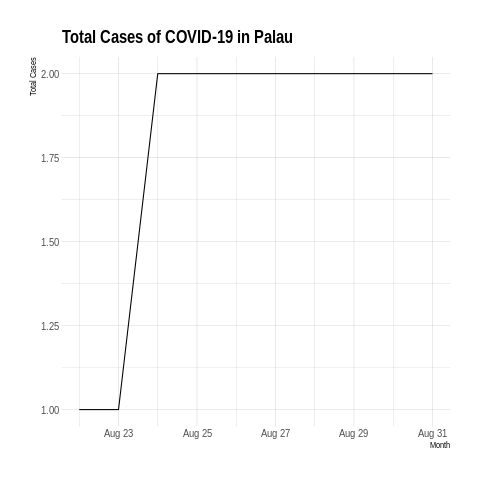 Total Cases of COVID-19 in Palau
Total Cases
2.00
1.75
1.50
1.25
1.00
Aug 23 Aug 25 Aug 27 Aug 29 Aug 31
Month